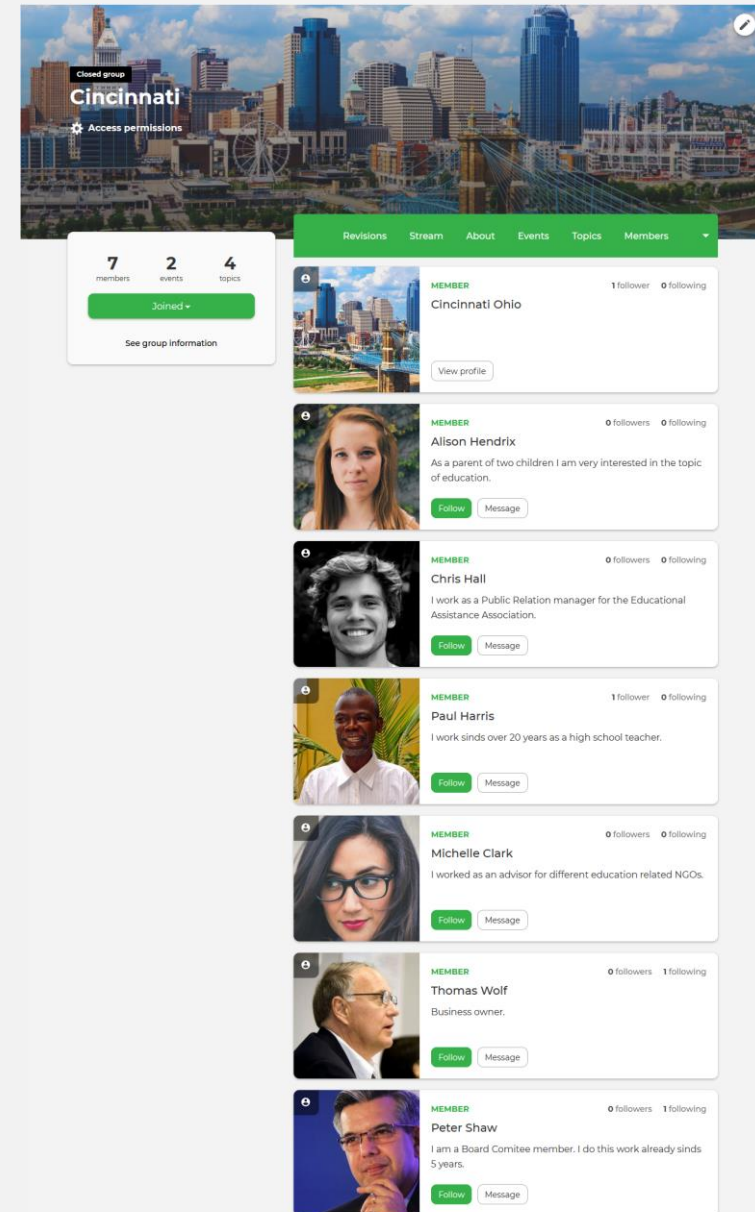 Closed group
Cincinnati
Access permissions
Revisions Stream About Events Topics Members
7 2 4
members events topics
Joined
See group information
MEMBER 1 follower 0 following
Cincinnati Ohio
View profile
MEMBER 0 followers 0 following
Alison Hendrix
As a parent of two children I am very interested in the topic
of education.
Follow Message
MEMBER 0 followers 0 following
Chris Hall
I work as a Public Relation manager for the Educational
Assistance Association.
Follow Message
MEMBER 1 follower 0 following
Paul Harris
I work sinds over 20 years as a high school teacher.
Follow Message
MEMBER 0 followers 0 following
Michelle Clark
I worked as an advisor for different education related NGOs.
Follow Message
MEMBER 0 followers 1 following
Thomas Wolf
Business owner.
Follow Message
MEMBER 0 followers 1 following
Peter Shaw
I am a Board Comitee member. I do this work already sinds
5 years.
Follow Message